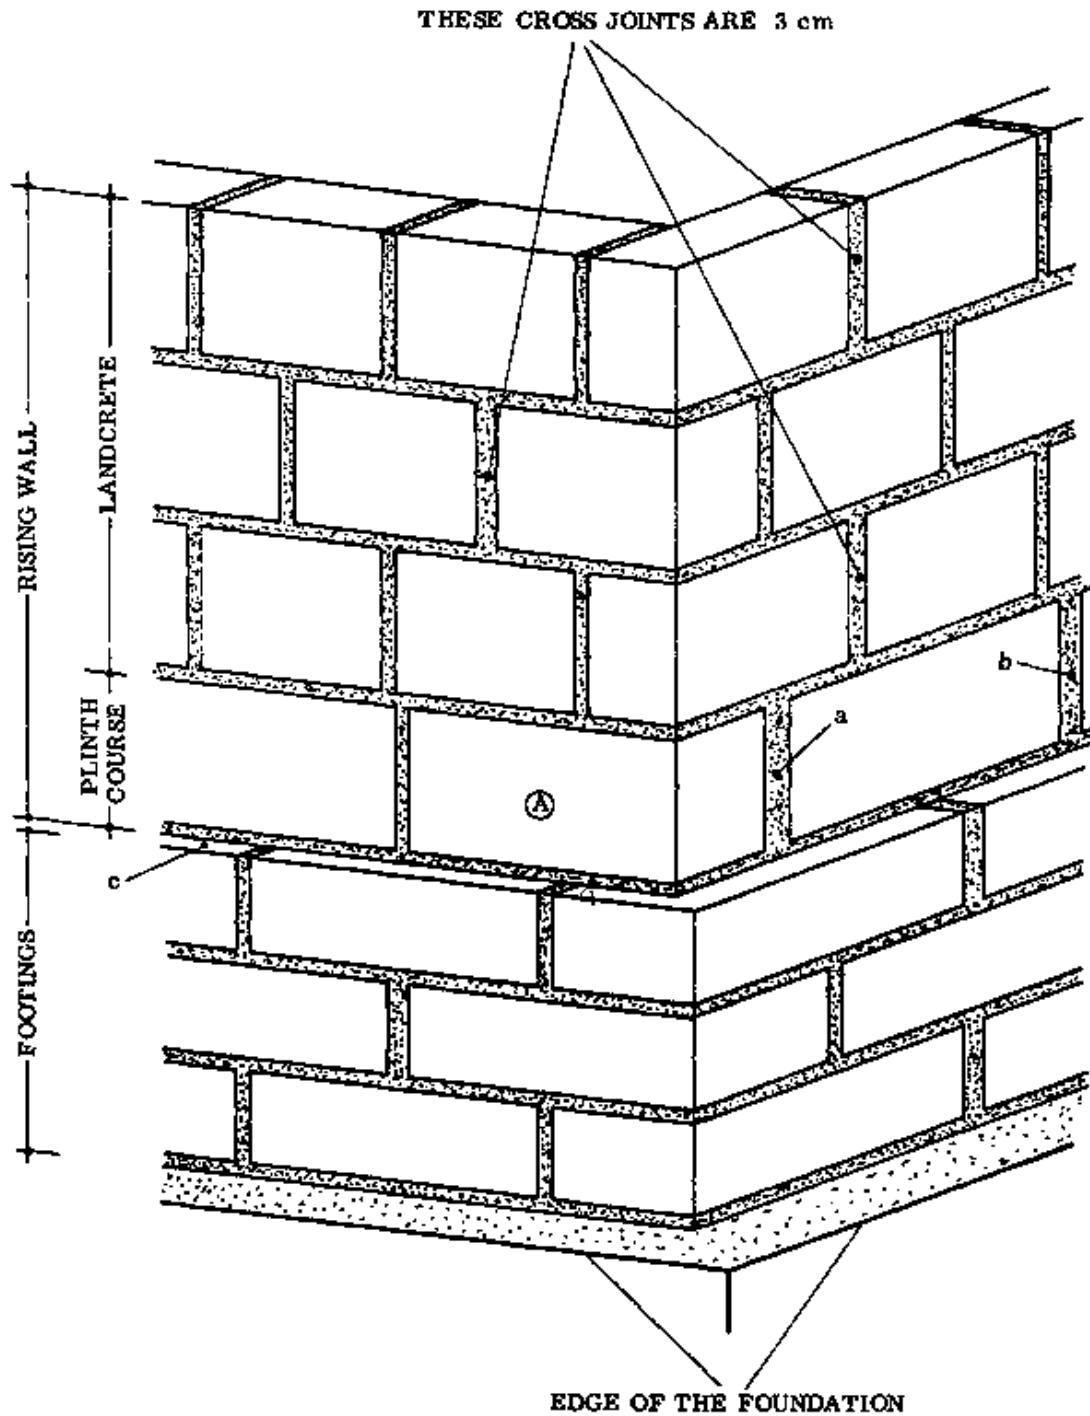 THESE CROSS JOINTS ARE 3 cm
RISING WALL
LANDCRETE
PLINTH
COURSE
FOOTINGS
A
a
b
c
EDGE OF THE FOUNDATION